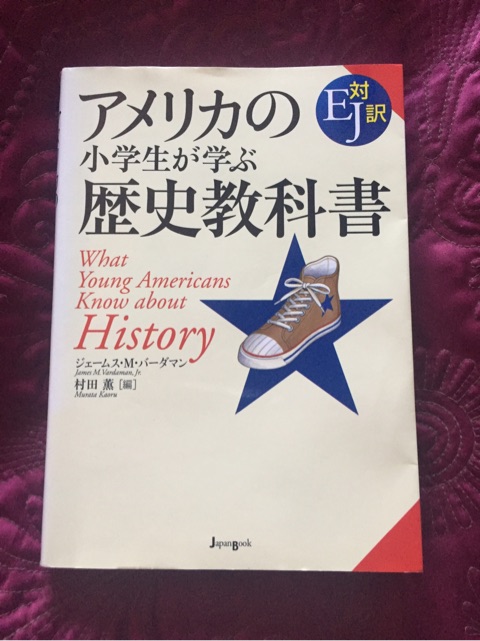 アメリカの
小学生が学ぶ
歴史教科書
EJ
対
訳
What
Young Americans
Know about
History
ジェームス・M・バーダマン
James M. Vardaman, Jr.
村田 薫[編]
Murata Kaoru
JapanBook